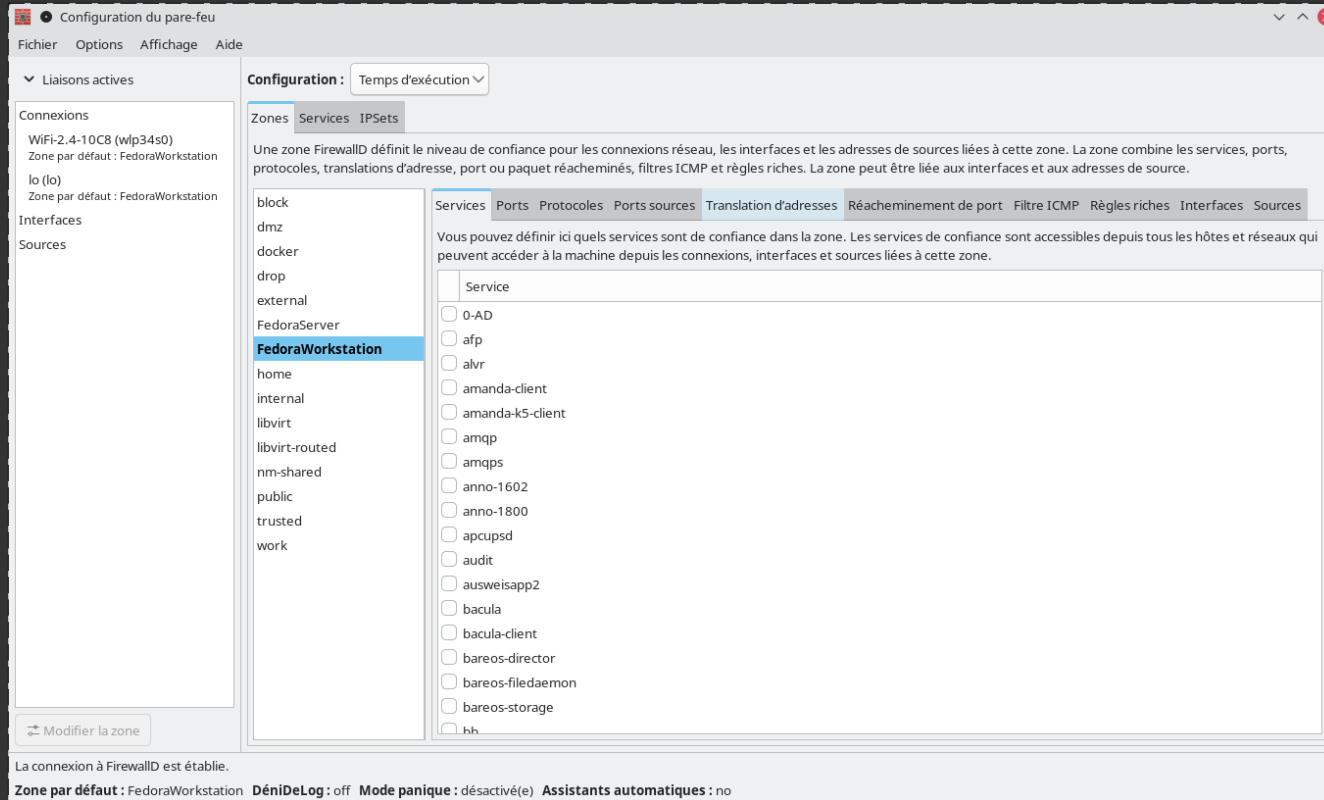 Configuration du pare-feu
Fichier Options Affichage Aide
Liaisons actives
Connexions
WiFi-2.4-10C8 (wlp34s0)
Zone par défaut : FedoraWorkstation
lo (lo)
Zone par défaut : FedoraWorkstation
Interfaces
Sources
Modifier la zone
Configuration : Temps d'exécution
Zones Services IPSets
Une zone FirewallD définit le niveau de confiance pour les connexions réseau, les interfaces et les adresses de sources liées à cette zone. La zone combine les services, ports,
protocoles, translations d'adresse, port ou paquet réacheminés, filtres ICMP et règles riches. La zone peut être liée aux interfaces et aux adresses de source.
block
dmz
docker
drop
external
FedoraServer
FedoraWorkstation
home
internal
libvirt
libvirt-routed
nm-shared
public
trusted
work
Services Ports Protocoles Ports sources Translation d'adresses Réacheminement de port Filtre ICMP Règles riches Interfaces Sources
Vous pouvez définir ici quels services sont de confiance dans la zone. Les services de confiance sont accessibles depuis tous les hôtes et réseaux qui
peuvent accéder à la machine depuis les connexions, interfaces et sources liées à cette zone.
Service
0-AD
afp
alvr
amanda-client
amanda-k5-client
amqp
amqps
anno-1602
anno-1800
apcupsd
audit
ausweisapp2
bacula
bacula-client
bareos-director
bareos-filedaemon
bareos-storage
bb
La connexion à FirewallD est établie.
Zone par défaut : FedoraWorkstation DéniDeLog : off Mode panique : désactivé(e) Assistants automatiques : no